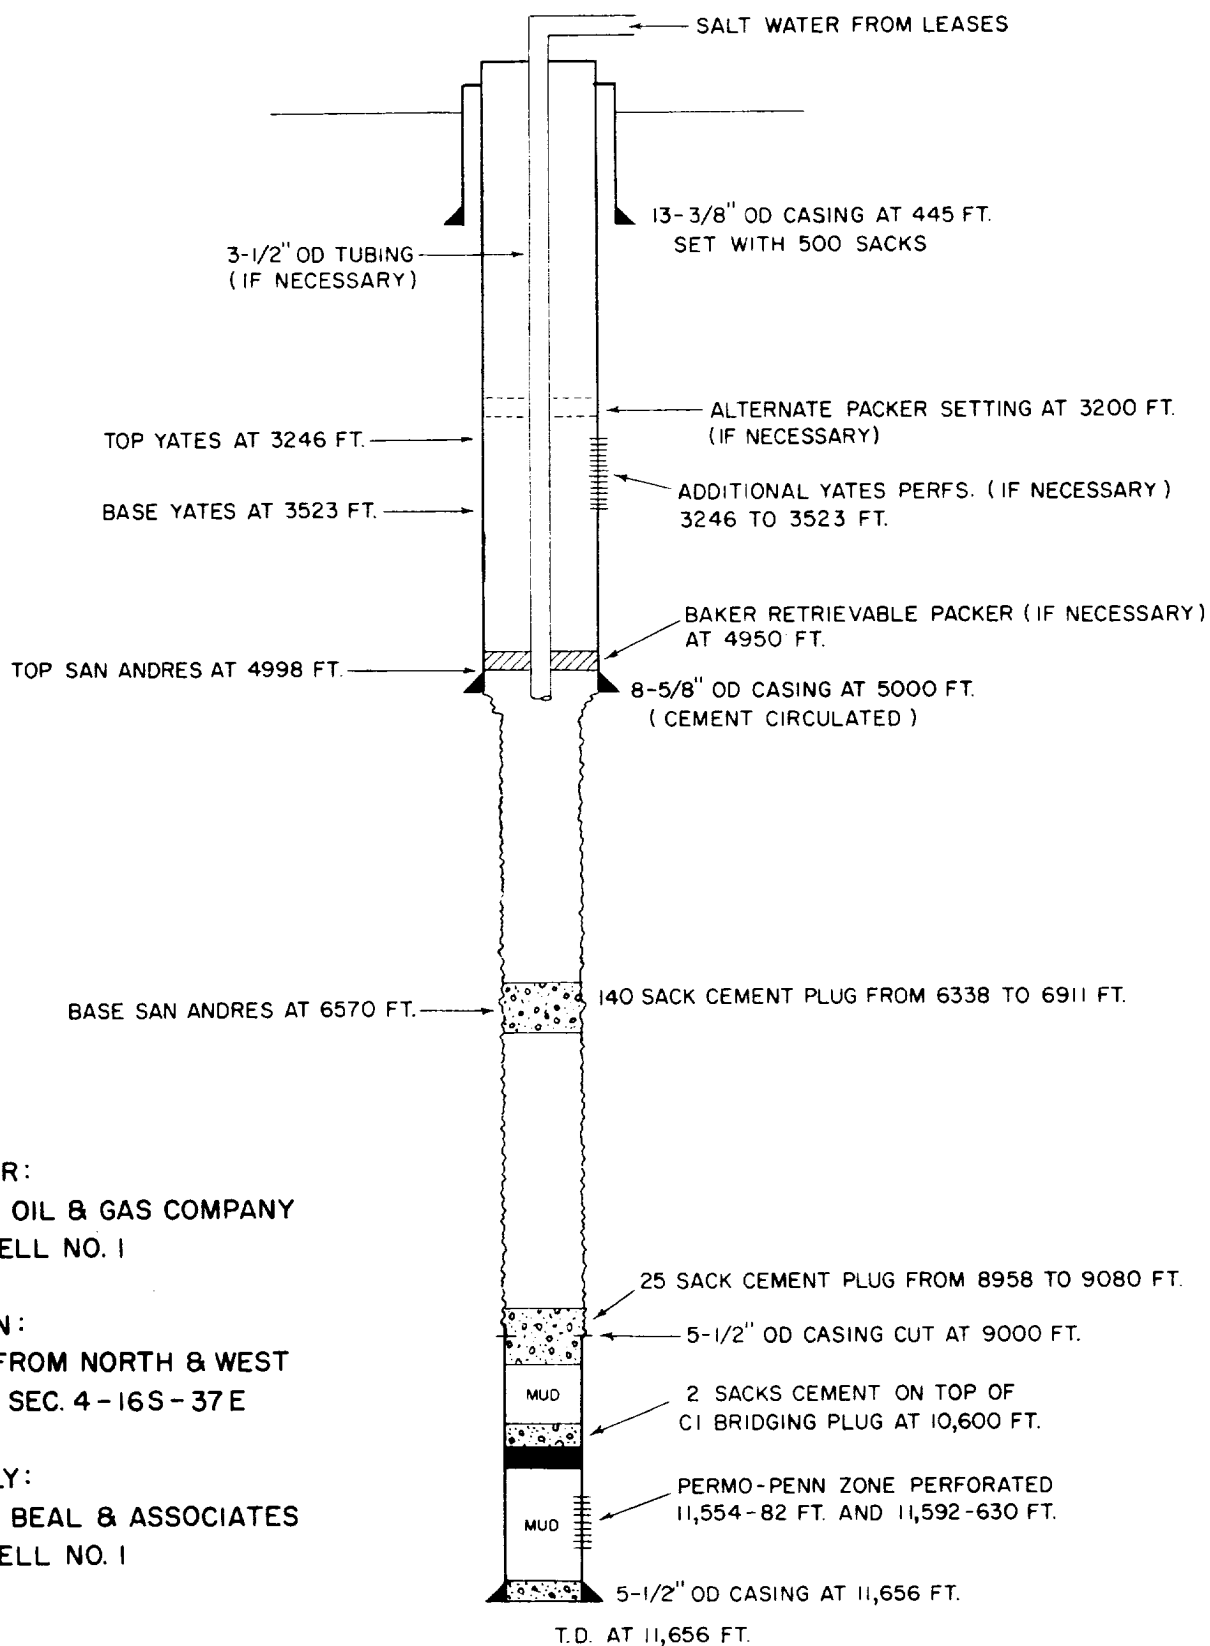 SALT WATER FROM LEASES
13-3/8" OD CASING AT 445 FT.
SET WITH 500 SACKS
3-1/2" OD TUBING
(IF NECESSARY)
ALTERNATE PACKER SETTING AT 3200 FT.
(IF NECESSARY)
TOP YATES AT 3246 FT.
ADDITIONAL YATES PERFS. (IF NECESSARY)
3246 TO 3523 FT.
BASE YATES AT 3523 FT.
BAKER RETRIEVABLE PACKER (IF NECESSARY)
AT 4950 FT.
TOP SAN ANDRES AT 4998 FT.
8-5/8" OD CASING AT 5000 FT.
(CEMENT CIRCULATED)
140 SACK CEMENT PLUG FROM 6338 TO 6911 FT.
BASE SAN ANDRES AT 6570 FT.
R:
OIL & GAS COMPANY
ELL NO. 1
N:
FROM NORTH & WEST
SEC. 4-16S-37E
LY:
BEAL & ASSOCIATES
ELL NO. 1
25 SACK CEMENT PLUG FROM 8958 TO 9080 FT.
5-1/2" OD CASING CUT AT 9000 FT.
MUD
2 SACKS CEMENT ON TOP OF
CI BRIDGING PLUG AT 10,600 FT.
PERMO-PENN ZONE PERFORATED
11,554-82 FT. AND 11,592-630 FT.
MUD
5-1/2" OD CASING AT 11,656 FT.
T.D. AT 11,656 FT.